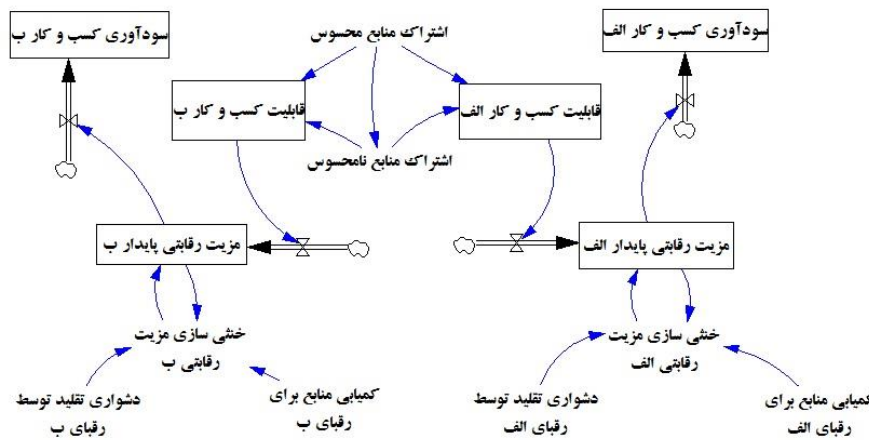 سودآوری کسب و کار الف
سودآوری کسب و کار ب
اشتراک منابع محسوس
قابلیت کسب و کار الف
قابلیت کسب و کار ب
اشتراک منابع نامحسوس
مزیت رقابتی پایدار الف
مزیت رقابتی پایدار ب
خنثی سازی مزیت
رقابتی الف
خنثی سازی مزیت
رقابتی ب
کمیابی منابع برای
رقبای الف
دشواری تقلید توسط
رقبای الف
کمیابی منابع برای
رقبای ب
دشواری تقلید توسط
رقبای ب